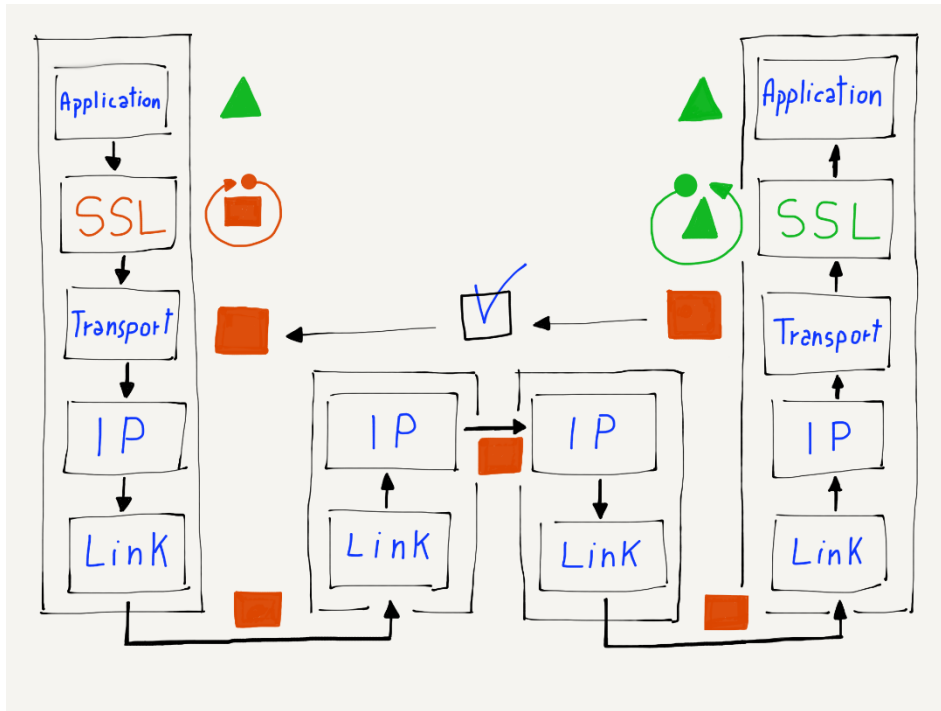 Application
SSL
Transport
IP
Link
IP
Link
IP
Link
Application
SSL
Transport
IP
Link